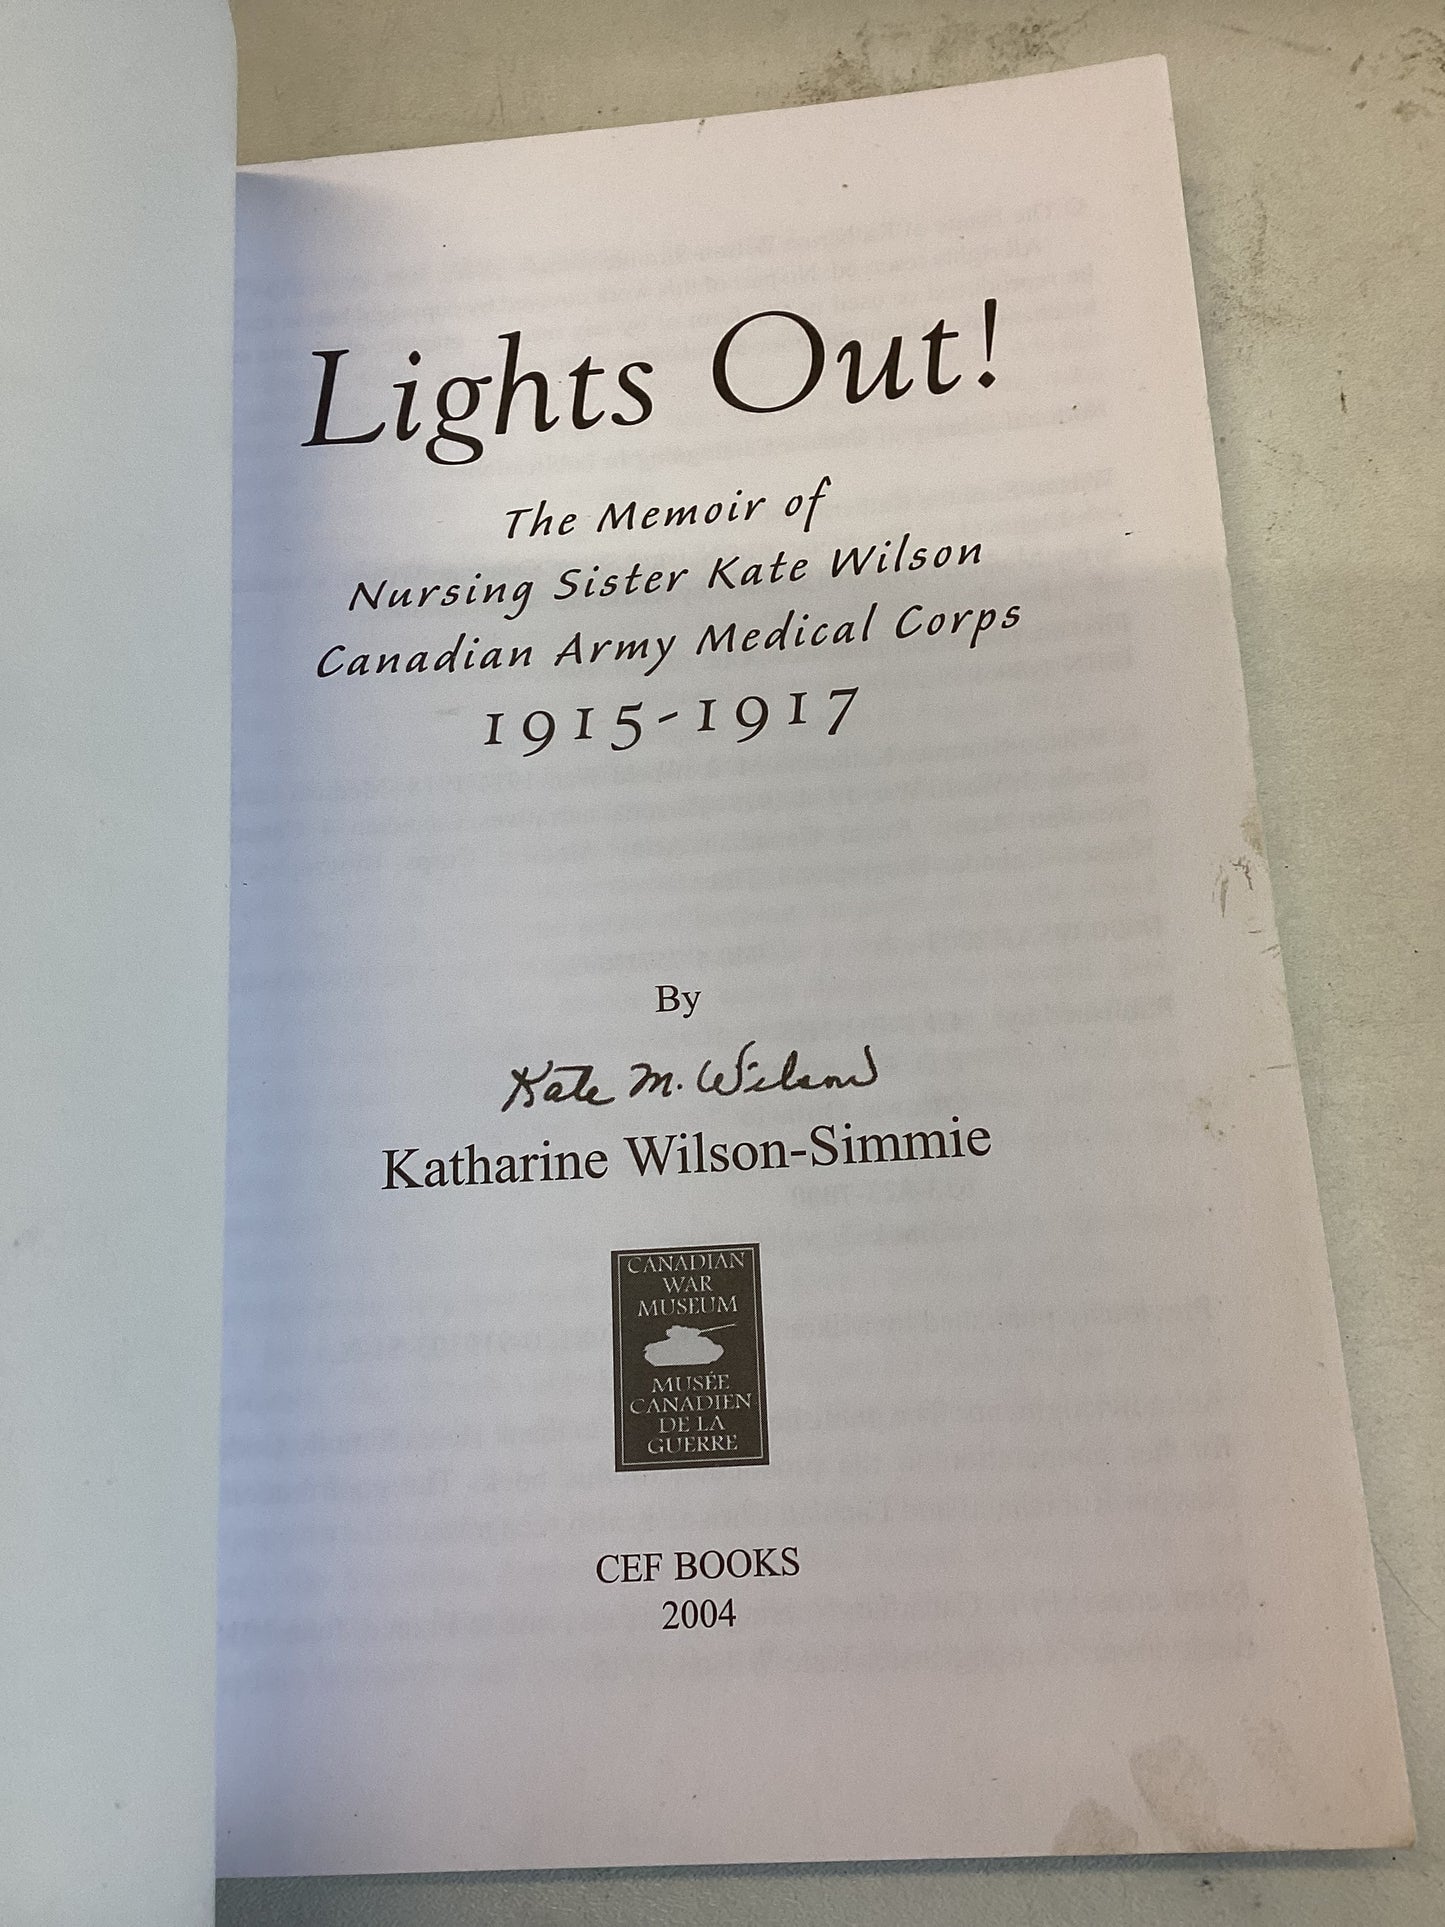 Lights Out!
The Memoir of
Nursing Sister Kate Wilson
Canadian Army Medical Corps
1915-1917
By
Kate M. Wilson
Katharine Wilson-Simmie
CANADIAN
WAR
MUSEUM
MUSÉE
CANADIEN
DE LA
GUERRE
CEF BOOKS
2004